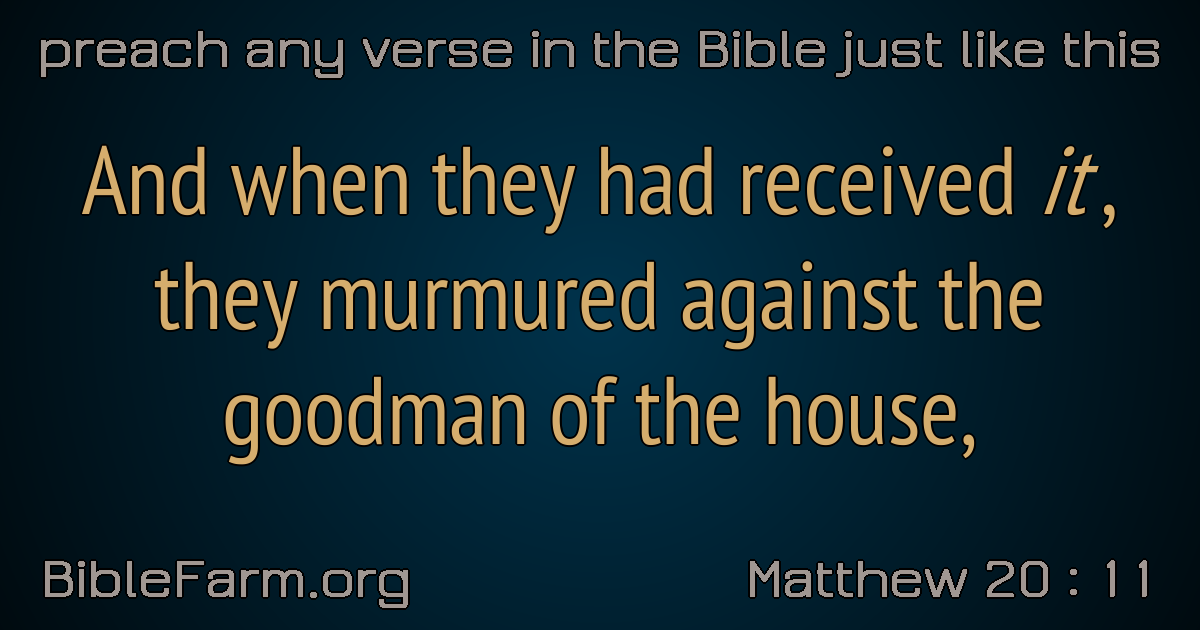 preach any verse in the Bible just like this
And when they had received it,
they murmured against the
goodman of the house,
BibleFarm.org
Matthew 20 : 11